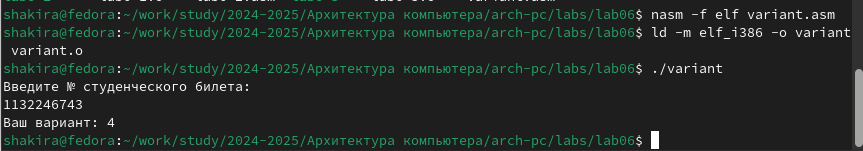 shakira@fedora:~/work/study/2024-2025/Архитектура компьютера/arch-pc/labs/lab06$ nasm -f elf variant.asm
shakira@fedora:~/work/study/2024-2025/Архитектура компьютера/arch-pc/labs/lab06$ ld -m elf_i386 -o variant
 variant.o
shakira@fedora:~/work/study/2024-2025/Архитектура компьютера/arch-pc/labs/lab06$ ./variant
Введите № студенческого билета:
1132246743
Ваш вариант: 4
shakira@fedora:~/work/study/2024-2025/Архитектура компьютера/arch-pc/labs/lab06$